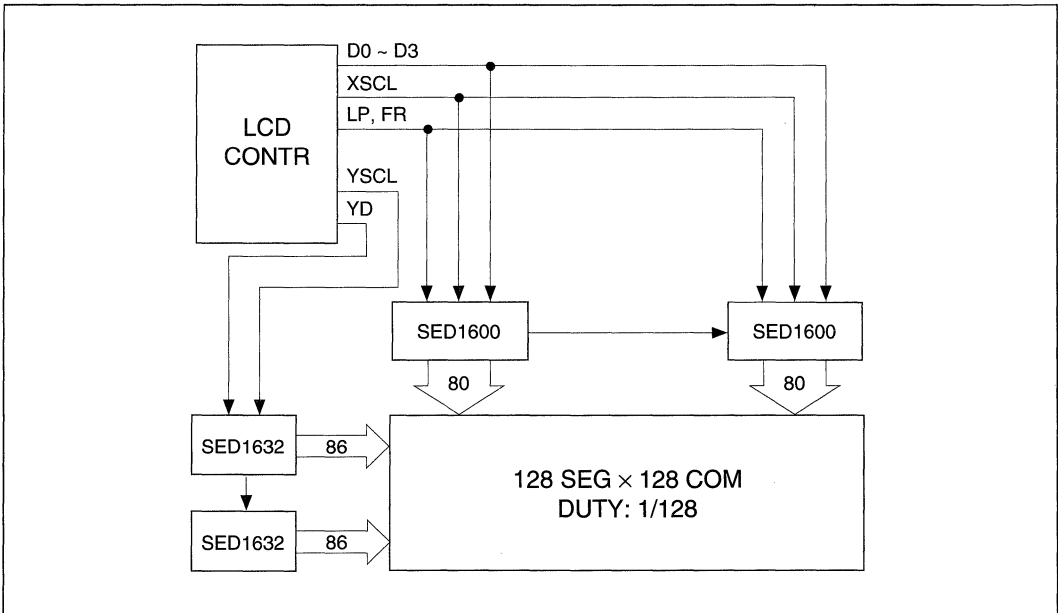 D0 ~ D3
XSCL
LP, FR
LCD
CONTR
YSCL
YD
SED1600
SED1600
80
80
SED1632
86
128 SEG × 128 COM
DUTY: 1/128
SED1632
86